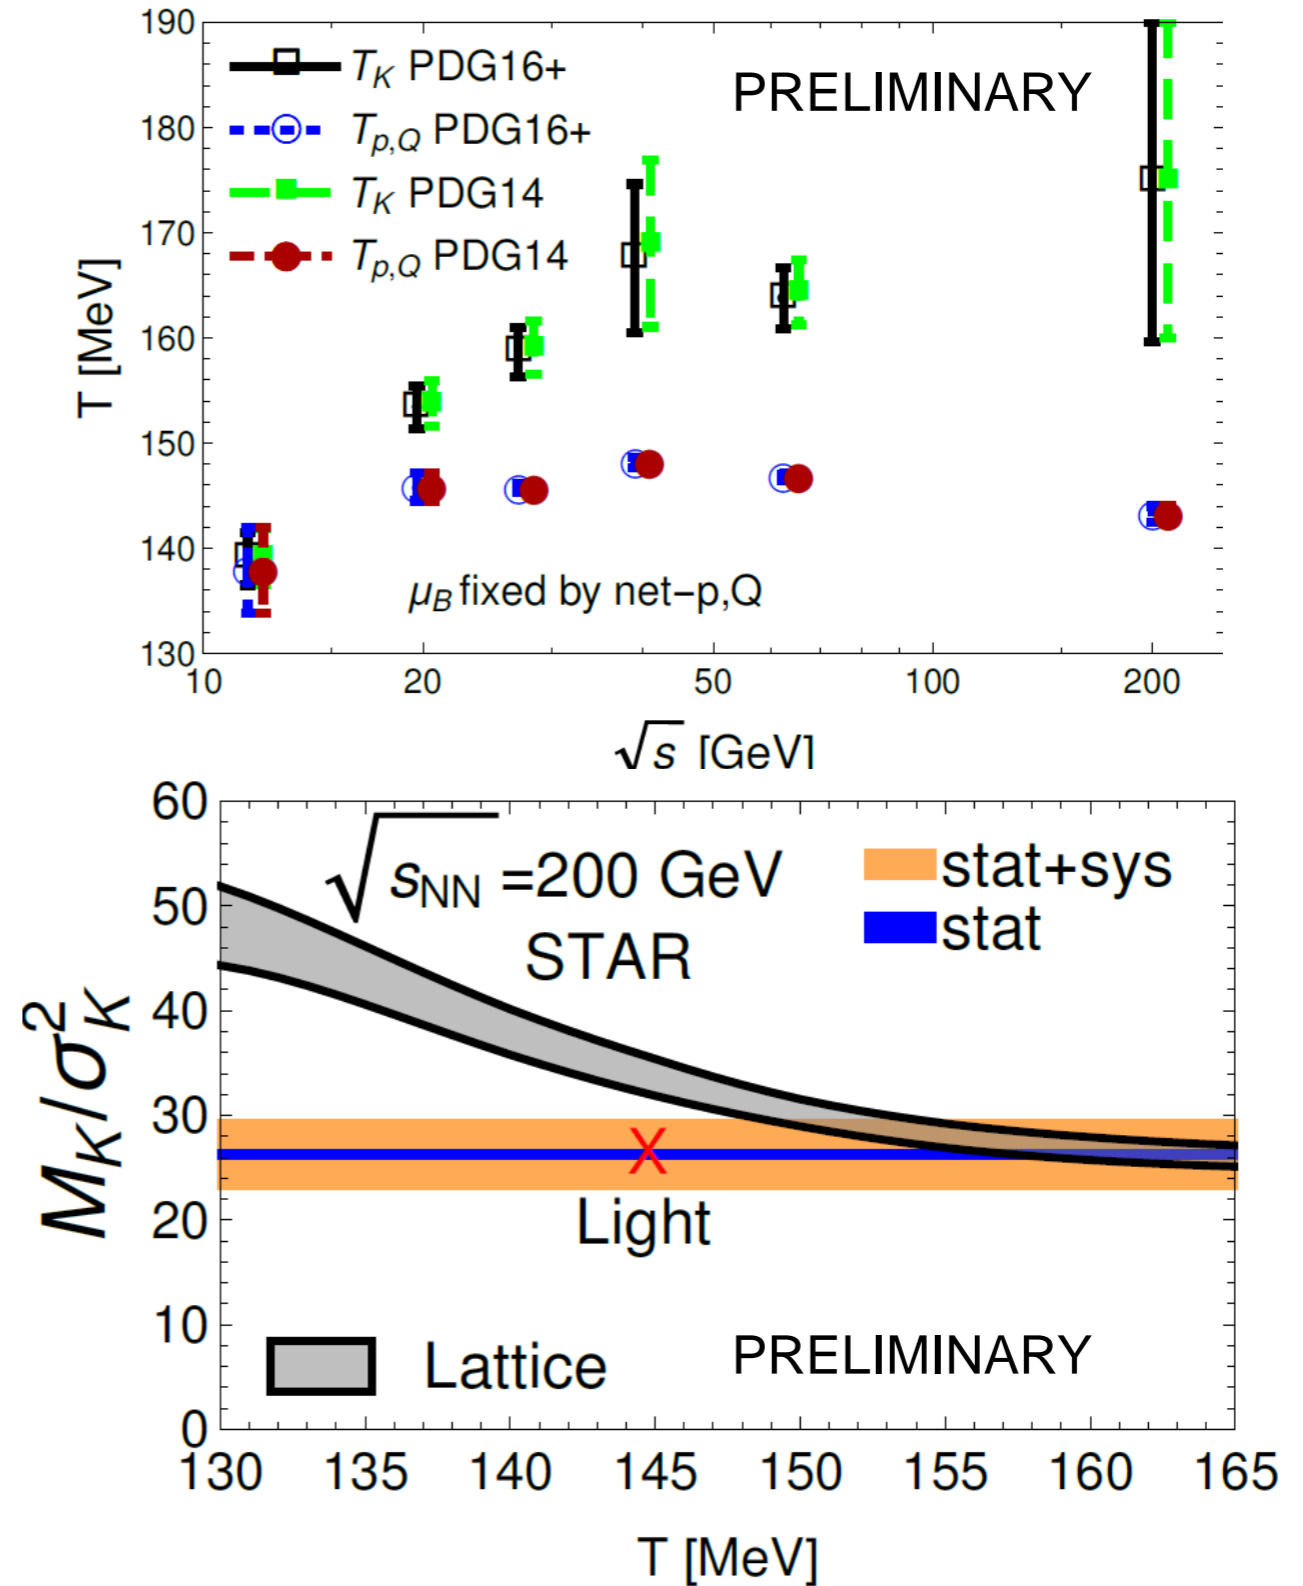 190
180
170
160
150
140
130
T [MeV]
T_K PDG16+
T_{p,Q} PDG16+
T_K PDG14
T_{p,Q} PDG14
PRELIMINARY
μ_B fixed by net−p,Q
10 20 50 100 200
√s [GeV]
60
50
40
30
20
10
0
M_K/σ_K^2
√s_NN =200 GeV
STAR
stat+sys
stat
X
Light
Lattice
PRELIMINARY
130 135 140 145 150 155 160 165
T [MeV]